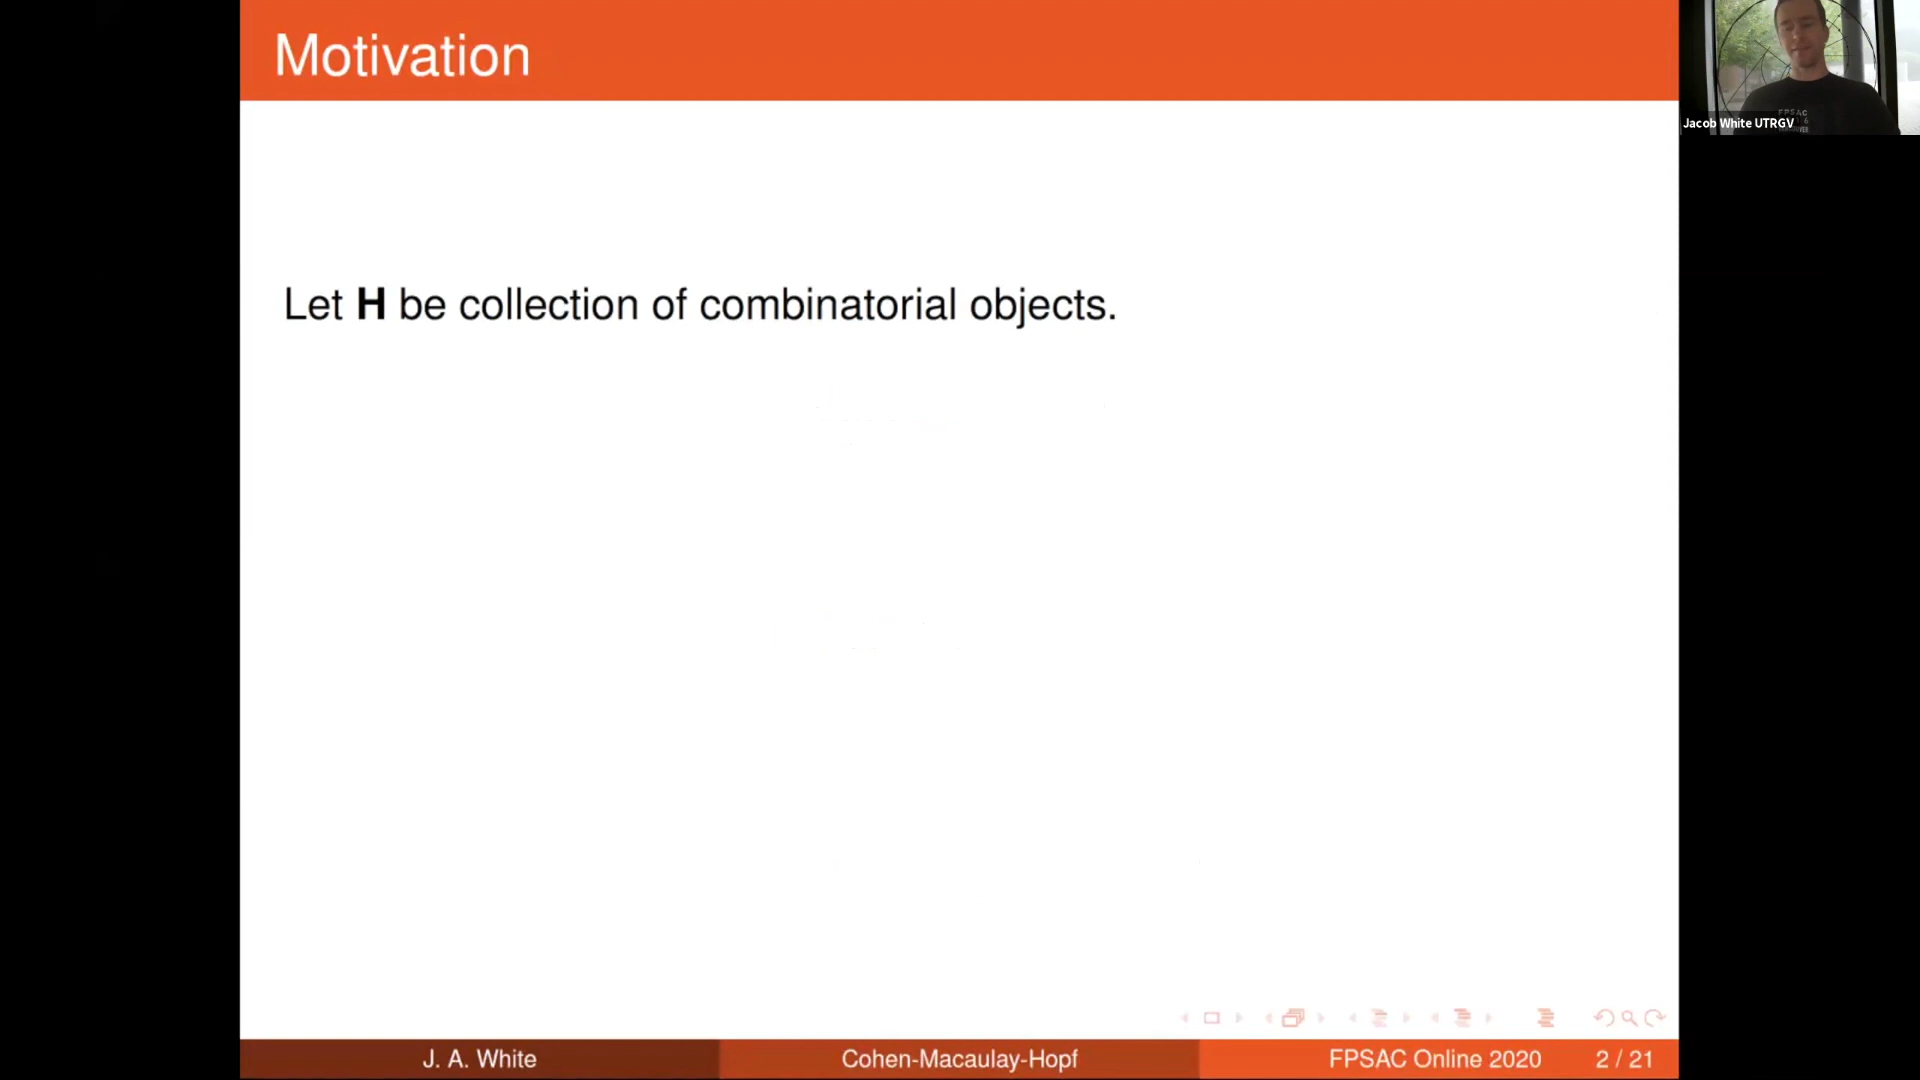 Motivation
Let H be collection of combinatorial objects.
Jacob White UTRGV
FPSAC
J. A. White
Cohen-Macaulay-Hopf
FPSAC Online 2020
2 / 21